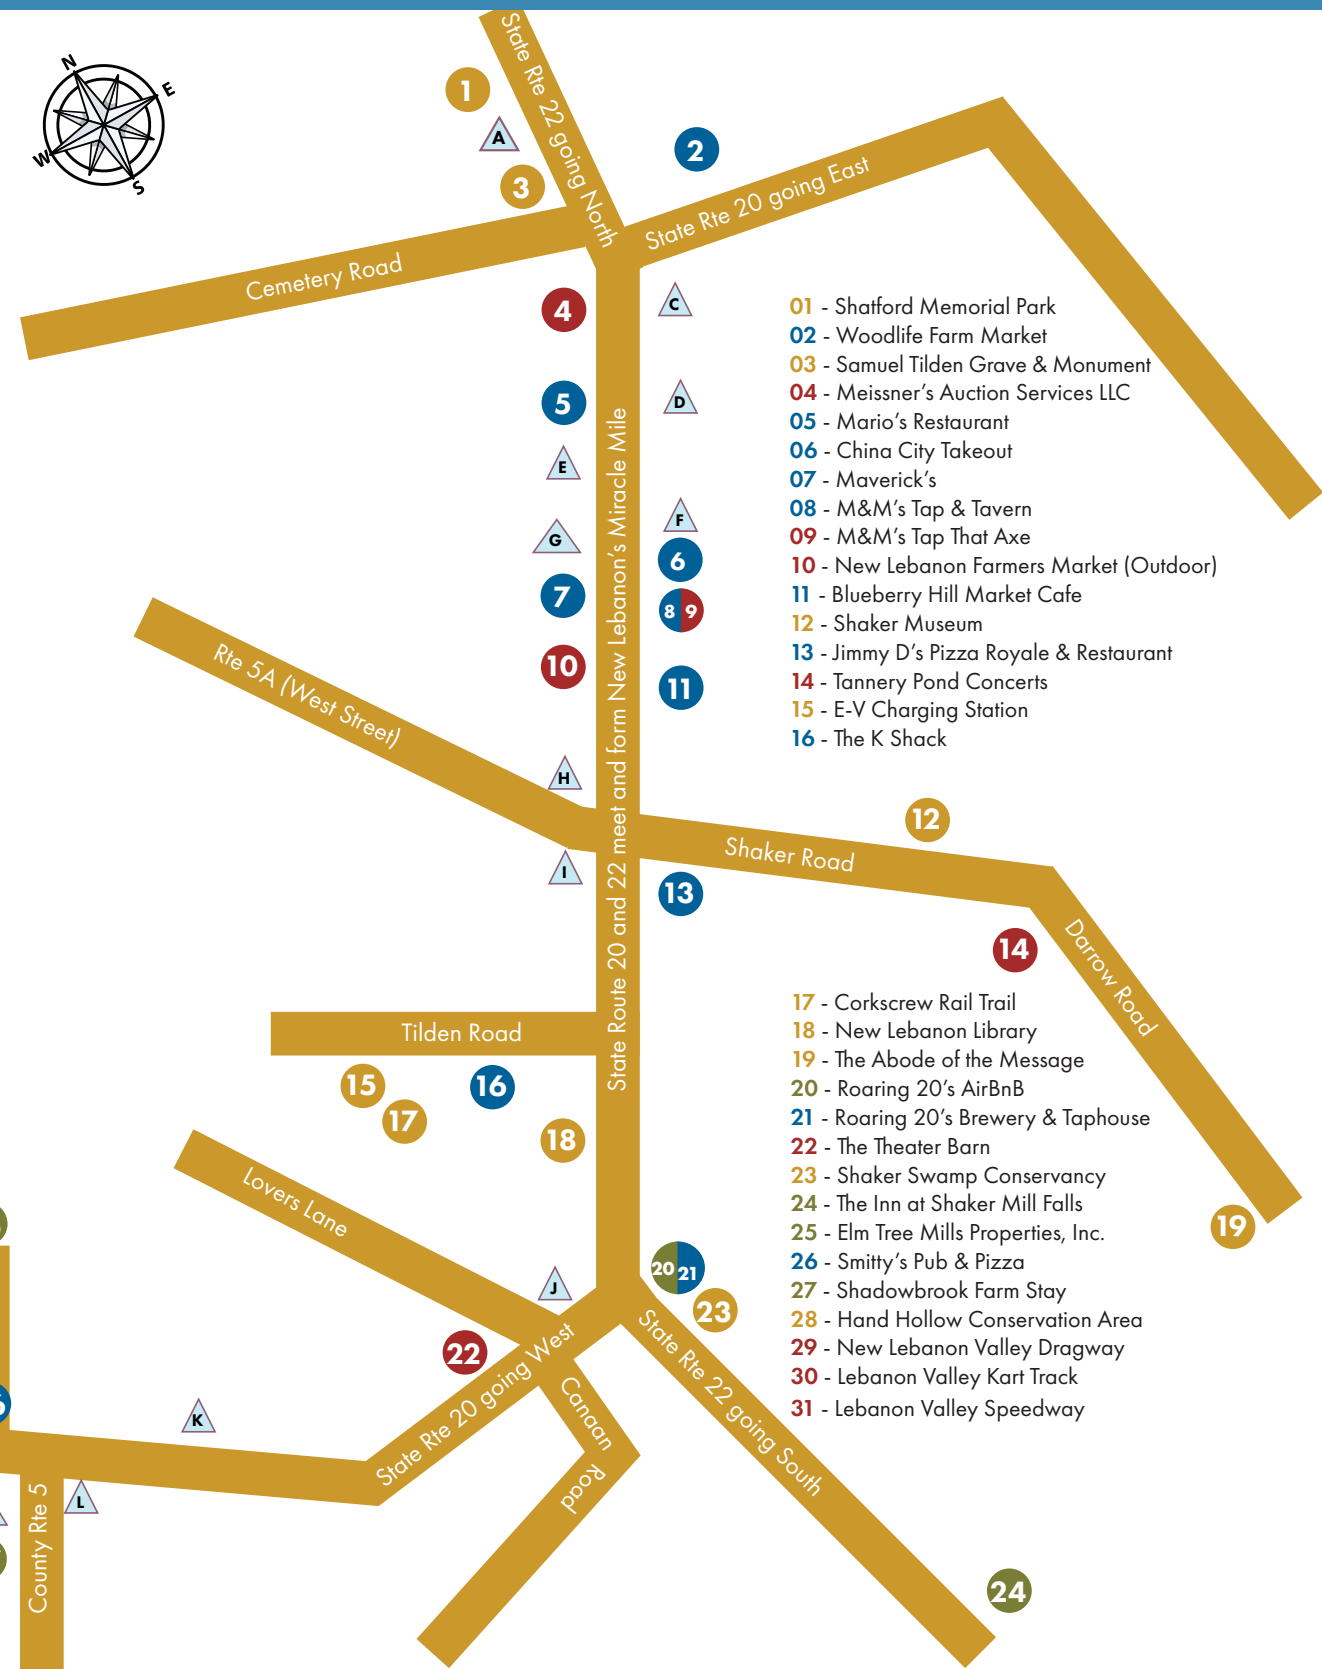 N
E
W
S
State Rte 22 going North
1
A
3
2
State Rte 20 going East
Cemetery Road
4
C
5
D
E
F
G
6
7
8 9
10
11
State Route 20 and 22 meet and form New Lebanon's Miracle Mile
01 - Shatford Memorial Park
02 - Woodlife Farm Market
03 - Samuel Tilden Grave & Monument
04 - Meissner's Auction Services LLC
05 - Mario's Restaurant
06 - China City Takeout
07 - Maverick's
08 - M&M's Tap & Tavern
09 - M&M's Tap That Axe
10 - New Lebanon Farmers Market (Outdoor)
11 - Blueberry Hill Market Cafe
12 - Shaker Museum
13 - Jimmy D's Pizza Royale & Restaurant
14 - Tannery Pond Concerts
15 - E-V Charging Station
16 - The K Shack
Rte 5A (West Street)
H
12
Shaker Road
I
13
14
Darrow Road
Tilden Road
15
16
17
18
19
17 - Corkscrew Rail Trail
18 - New Lebanon Library
19 - The Abode of the Message
20 - Roaring 20's AirBnB
21 - Roaring 20's Brewery & Taphouse
22 - The Theater Barn
23 - Shaker Swamp Conservancy
24 - The Inn at Shaker Mill Falls
25 - Elm Tree Mills Properties, Inc.
26 - Smitty's Pub & Pizza
27 - Shadowbrook Farm Stay
28 - Hand Hollow Conservation Area
29 - New Lebanon Valley Dragway
30 - Lebanon Valley Kart Track
31 - Lebanon Valley Speedway
Lovers Lane
J
20 21
23
22
State Rte 20 going West
State Rte 22 going South
Canaan
Road
K
L
County Rte 5
24